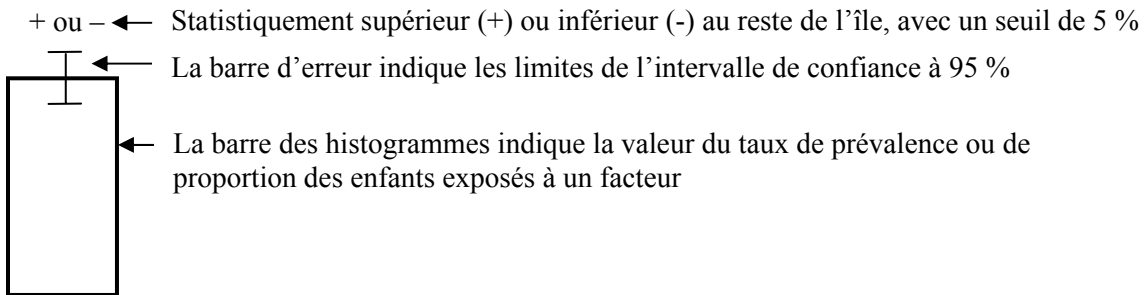 + ou – Statistiquement supérieur (+) ou inférieur (-) au reste de l’île, avec un seuil de 5 %
La barre d’erreur indique les limites de l’intervalle de confiance à 95 %
La barre des histogrammes indique la valeur du taux de prévalence ou de
proportion des enfants exposés à un facteur